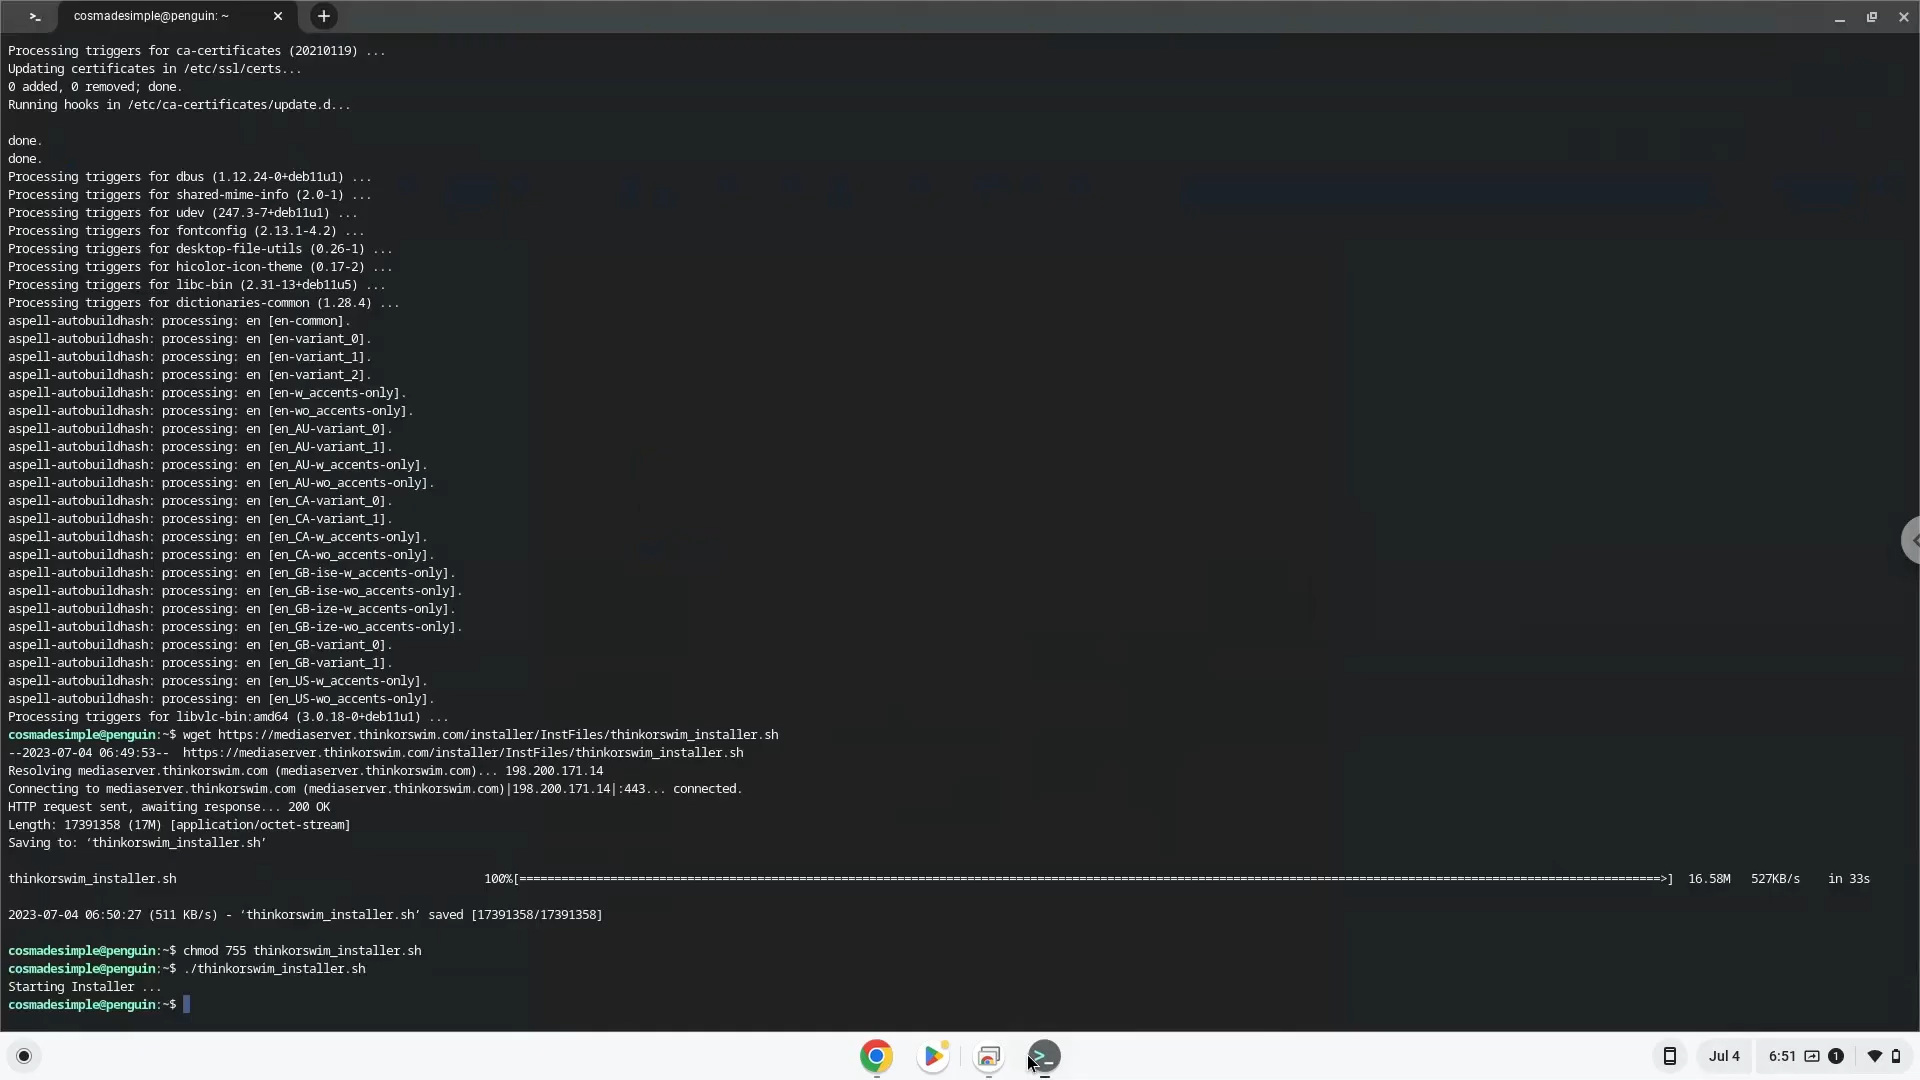 cosmadesimple@penguin: ~
Processing triggers for ca-certificates (20210119) ...
Updating certificates in /etc/ssl/certs...
0 added, 0 removed; done.
Running hooks in /etc/ca-certificates/update.d...
done.
done.
Processing triggers for dbus (1.12.24-0+deb11u1) ...
Processing triggers for shared-mime-info (2.0-1) ...
Processing triggers for udev (247.3-7+deb11u1) ...
Processing triggers for fontconfig (2.13.1-4.2) ...
Processing triggers for desktop-file-utils (0.26-1) ...
Processing triggers for hicolor-icon-theme (0.17-2) ...
Processing triggers for libc-bin (2.31-13+deb11u5) ...
Processing triggers for dictionaries-common (1.28.4) ...
aspell-autobuildhash: processing: en [en-common].
aspell-autobuildhash: processing: en [en-variant_0].
aspell-autobuildhash: processing: en [en-variant_1].
aspell-autobuildhash: processing: en [en-variant_2].
aspell-autobuildhash: processing: en [en-w_accents-only].
aspell-autobuildhash: processing: en [en-wo_accents-only].
aspell-autobuildhash: processing: en [en_AU-variant_0].
aspell-autobuildhash: processing: en [en_AU-variant_1].
aspell-autobuildhash: processing: en [en_AU-w_accents-only].
aspell-autobuildhash: processing: en [en_AU-wo_accents-only].
aspell-autobuildhash: processing: en [en_CA-variant_0].
aspell-autobuildhash: processing: en [en_CA-variant_1].
aspell-autobuildhash: processing: en [en_CA-w_accents-only].
aspell-autobuildhash: processing: en [en_CA-wo_accents-only].
aspell-autobuildhash: processing: en [en_GB-ise-w_accents-only].
aspell-autobuildhash: processing: en [en_GB-ise-wo_accents-only].
aspell-autobuildhash: processing: en [en_GB-ize-w_accents-only].
aspell-autobuildhash: processing: en [en_GB-ize-wo_accents-only].
aspell-autobuildhash: processing: en [en_GB-variant_0].
aspell-autobuildhash: processing: en [en_GB-variant_1].
aspell-autobuildhash: processing: en [en_US-w_accents-only].
aspell-autobuildhash: processing: en [en_US-wo_accents-only].
Processing triggers for libvlc-bin:amd64 (3.0.18-0+deb11u1) ...
cosmadesimple@penguin:~$ wget https://mediaserver.thinkorswim.com/installer/InstFiles/thinkorswim_installer.sh
--2023-07-04 06:49:53--  https://mediaserver.thinkorswim.com/installer/InstFiles/thinkorswim_installer.sh
Resolving mediaserver.thinkorswim.com (mediaserver.thinkorswim.com)... 198.200.171.14
Connecting to mediaserver.thinkorswim.com (mediaserver.thinkorswim.com)|198.200.171.14|:443... connected.
HTTP request sent, awaiting response... 200 OK
Length: 17391358 (17M) [application/octet-stream]
Saving to: ‘thinkorswim_installer.sh’
thinkorswim_installer.sh 100%[===================================================>] 16.58M 527KB/s in 33s
2023-07-04 06:50:27 (511 KB/s) - ‘thinkorswim_installer.sh’ saved [17391358/17391358]
cosmadesimple@penguin:~$ chmod 755 thinkorswim_installer.sh
cosmadesimple@penguin:~$ ./thinkorswim_installer.sh
Starting Installer ...
cosmadesimple@penguin:~$
Jul 4 6:51 1